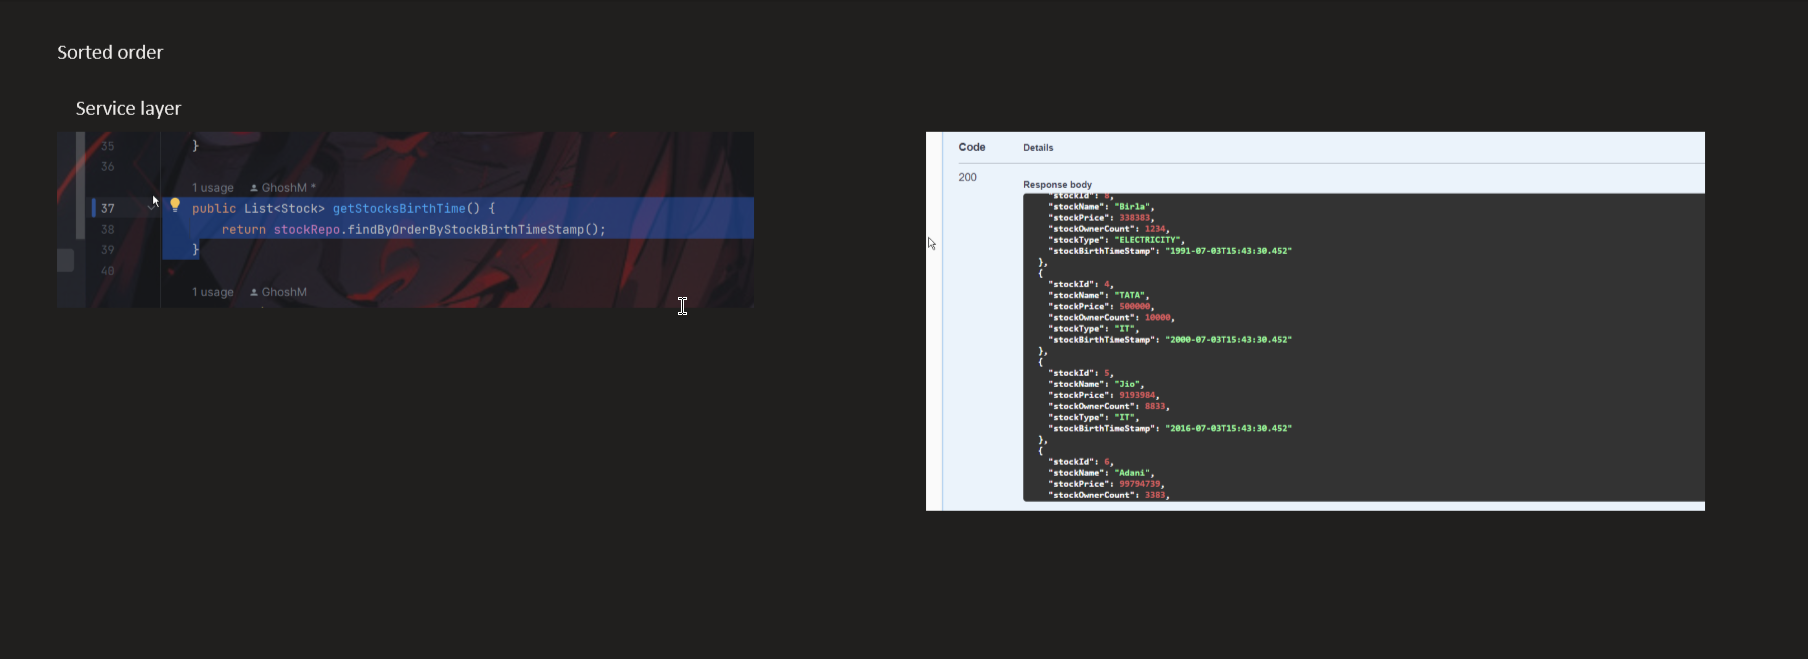 Sorted order
Service layer
35 }
36
1 usage GhoshM *
37 public List<Stock> getStocksBirthTime() {
38 return stockRepo.findByOrderByStockBirthTimeStamp();
39 }
40
1 usage GhoshM
Code Details
200
Response body
"stockName": "Birla",
"stockPrice": 338383,
"stockOwnerCount": 1234,
"stockType": "ELECTRICITY",
"stockBirthTimeStamp": "1991-07-03T15:43:30.452"
},
{
"stockId": 4,
"stockName": "TATA",
"stockPrice": 500000,
"stockOwnerCount": 10000,
"stockType": "IT",
"stockBirthTimeStamp": "2000-07-03T15:43:30.452"
},
{
"stockId": 5,
"stockName": "Jio",
"stockPrice": 9193984,
"stockOwnerCount": 8833,
"stockType": "IT",
"stockBirthTimeStamp": "2016-07-03T15:43:30.452"
},
{
"stockId": 6,
"stockName": "Adani",
"stockPrice": 99794739,
"stockOwnerCount": 3383,